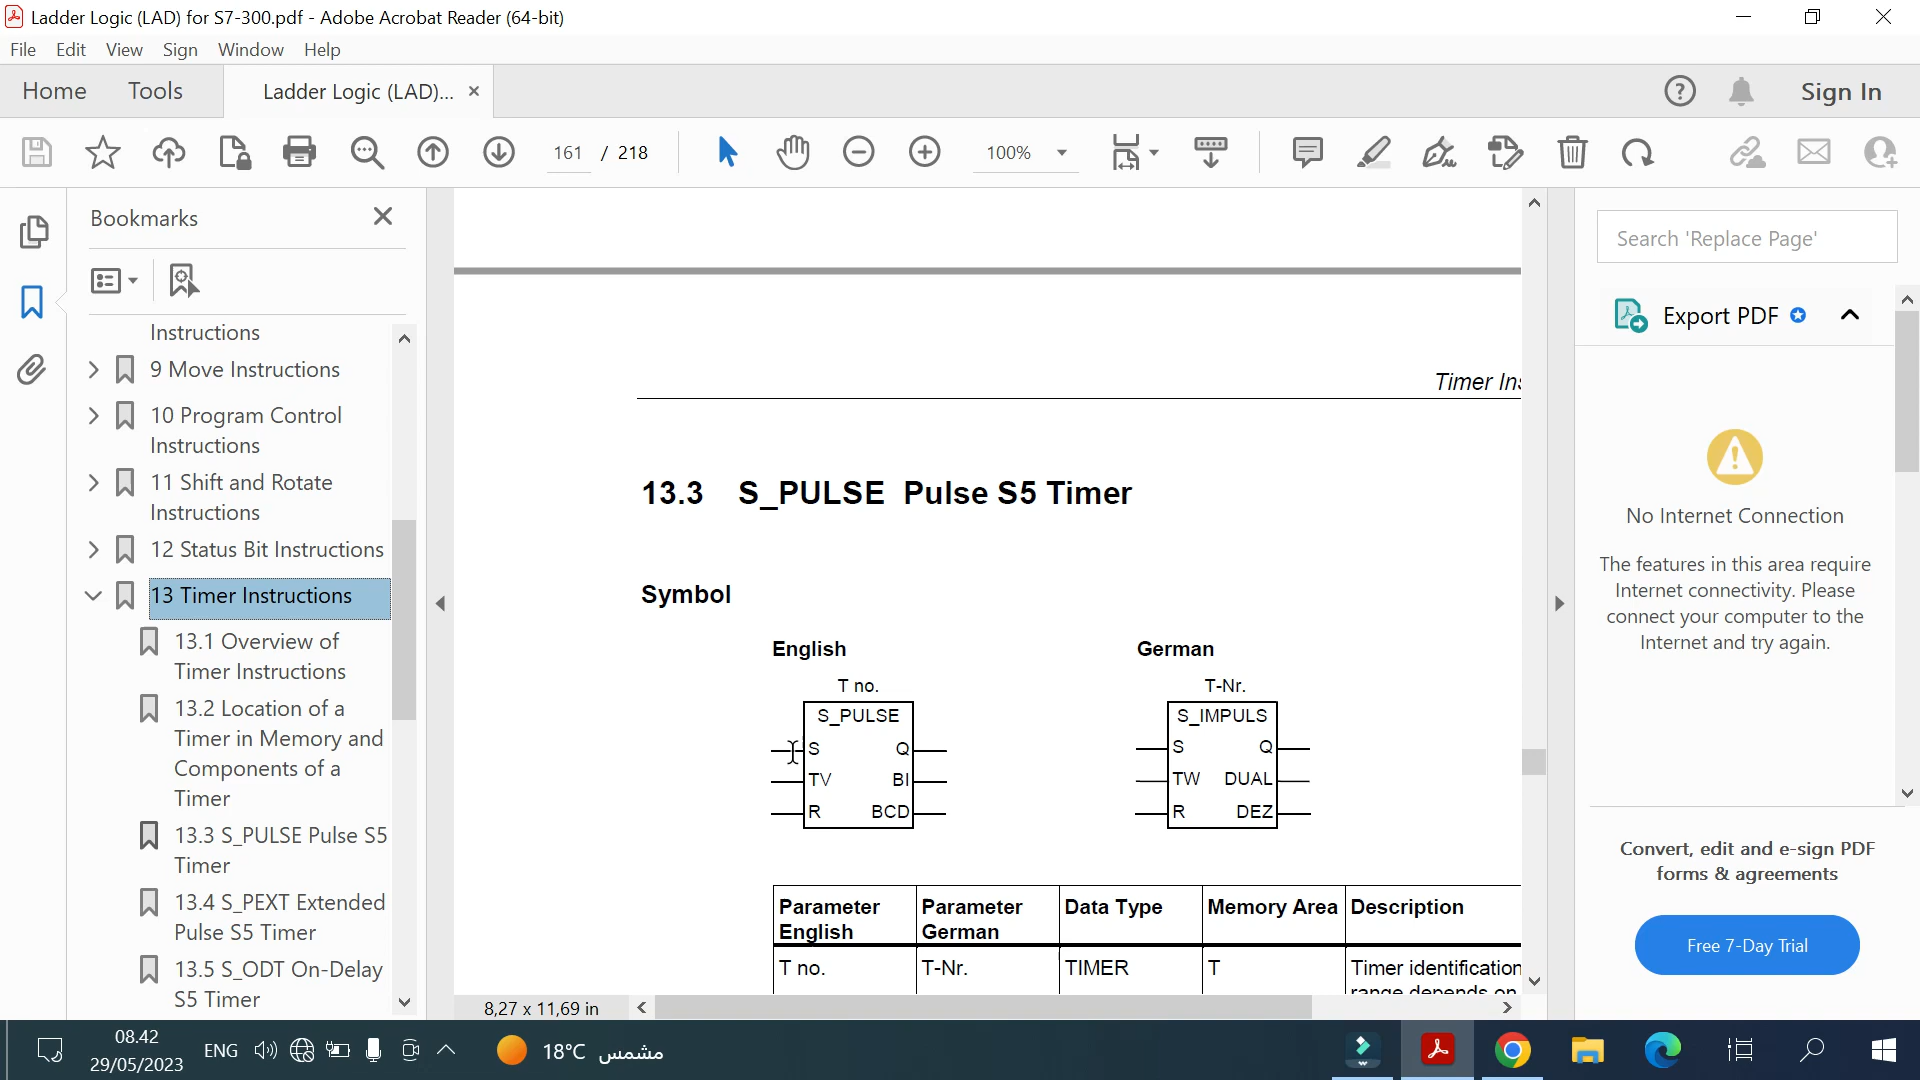 Ladder Logic (LAD) for S7-300.pdf - Adobe Acrobat Reader (64-bit)
File Edit View Sign Window Help
Home Tools Ladder Logic (LAD)... × Sign In
161 / 218 100%
Bookmarks
Instructions
9 Move Instructions
10 Program Control
Instructions
11 Shift and Rotate
Instructions
12 Status Bit Instructions
13 Timer Instructions
13.1 Overview of
Timer Instructions
13.2 Location of a
Timer in Memory and
Components of a
Timer
13.3 S_PULSE Pulse S5
Timer
13.4 S_PEXT Extended
Pulse S5 Timer
13.5 S_ODT On-Delay
S5 Timer
Timer Ins
13.3 S_PULSE Pulse S5 Timer
Symbol
English German
T no. T-Nr.
S_PULSE S_IMPULS
S Q S Q
TV BI TW DUAL
R BCD R DEZ
Parameter Parameter Data Type Memory Area Description
English German
T no. T-Nr. TIMER T Timer identification
range depends on
8,27 x 11,69 in
Search 'Replace Page'
Export PDF
No Internet Connection
The features in this area require
Internet connectivity. Please
connect your computer to the
Internet and try again.
Convert, edit and e-sign PDF
forms & agreements
Free 7-Day Trial
08.42
29/05/2023
ENG
18°C مشمس